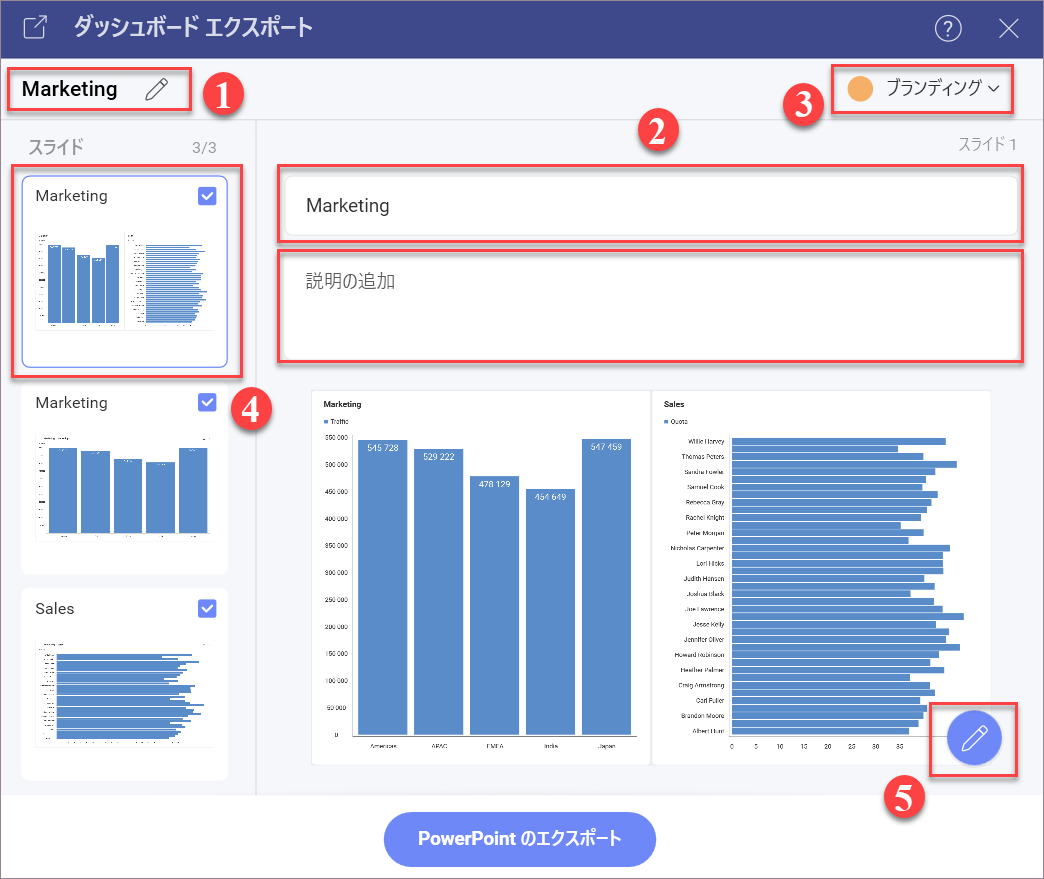 ダッシュボード エクスポート
?
Marketing
1
3
ブランディング
スライド
3/3
2
スライド 1
Marketing
Marketing
説明の追加
4
Marketing
Sales
Marketing
Traffic
550 000
500 000
450 000
400 000
350 000
300 000
250 000
200 000
150 000
100 000
50 000
0
545 728
529 222
478 129
454 649
547 459
Americas
APAC
EMEA
India
Japan
Sales
Quota
Willie Harvey
Thomas Peters
Sandra Fowler
Samuel Cook
Rebecca Gray
Rachel Knight
Peter Morgan
Nicholas Carpenter
Lori Hicks
Judith Hansen
Joshua Black
Joe Lawrence
Jesse Kelly
Jennifer Oliver
Howard Robinson
Heather Palmer
Craig Armstrong
Carl Fuller
Brandon Moore
Albert Hunt
0 5 10 15 20 25 30 35
5
PowerPoint のエクスポート